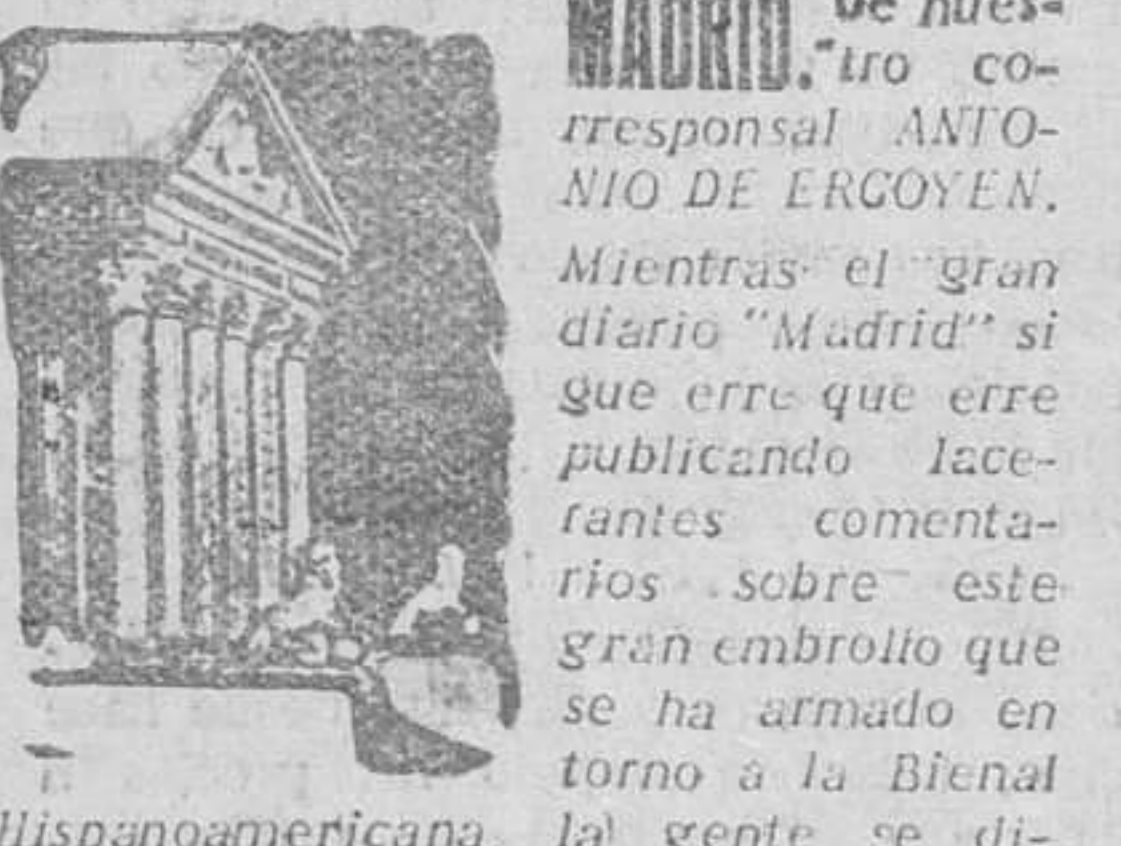 MADRID. De nues-
tro co-
rresponsal ANTO-
NIO DE ERGOYEN.
Mientras el gran
diario "Madrid" si
gue erre que erre
publicando lace-
rantes comenta-
rios sobre este
gran embrollo que
se ha armado en
torno a la Bienal
Hispanoamericana
la gente se di-